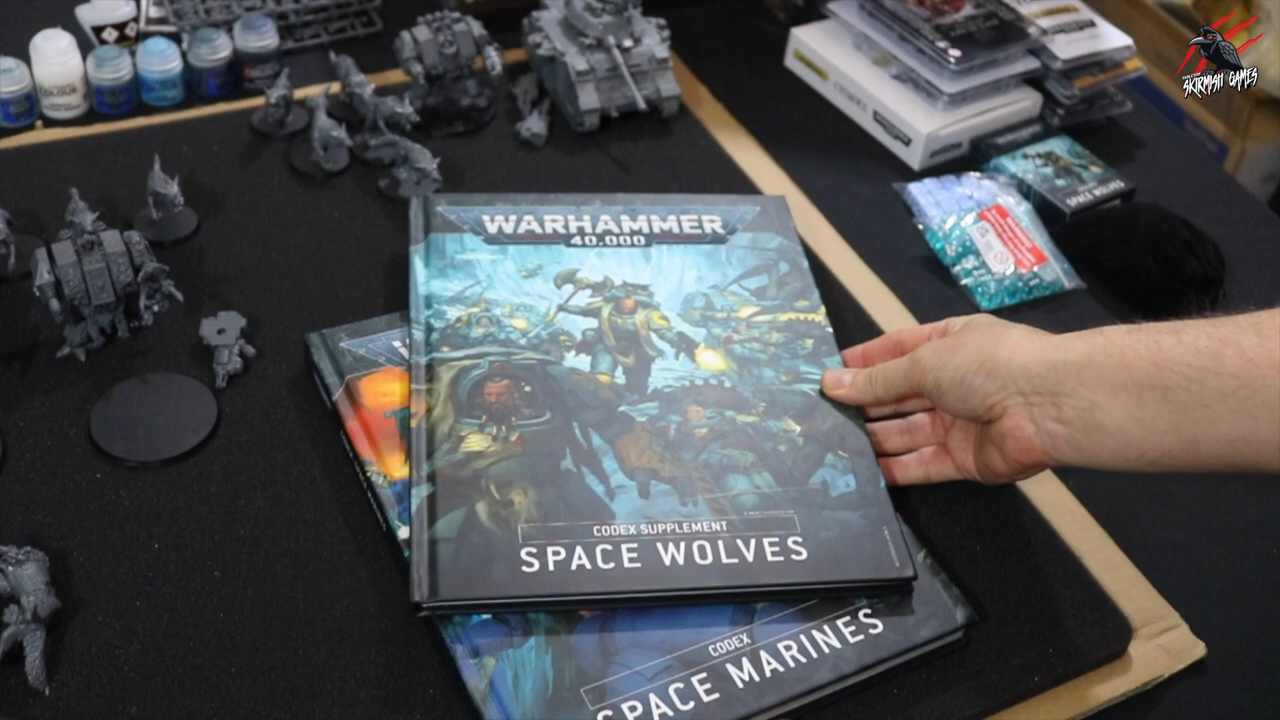 SKIRMISH GAMES
WARHAMMER
40,000
SPACE WOLVES
CODEX SUPPLEMENT
SPACE WOLVES
CODEX
SPACE MARINES